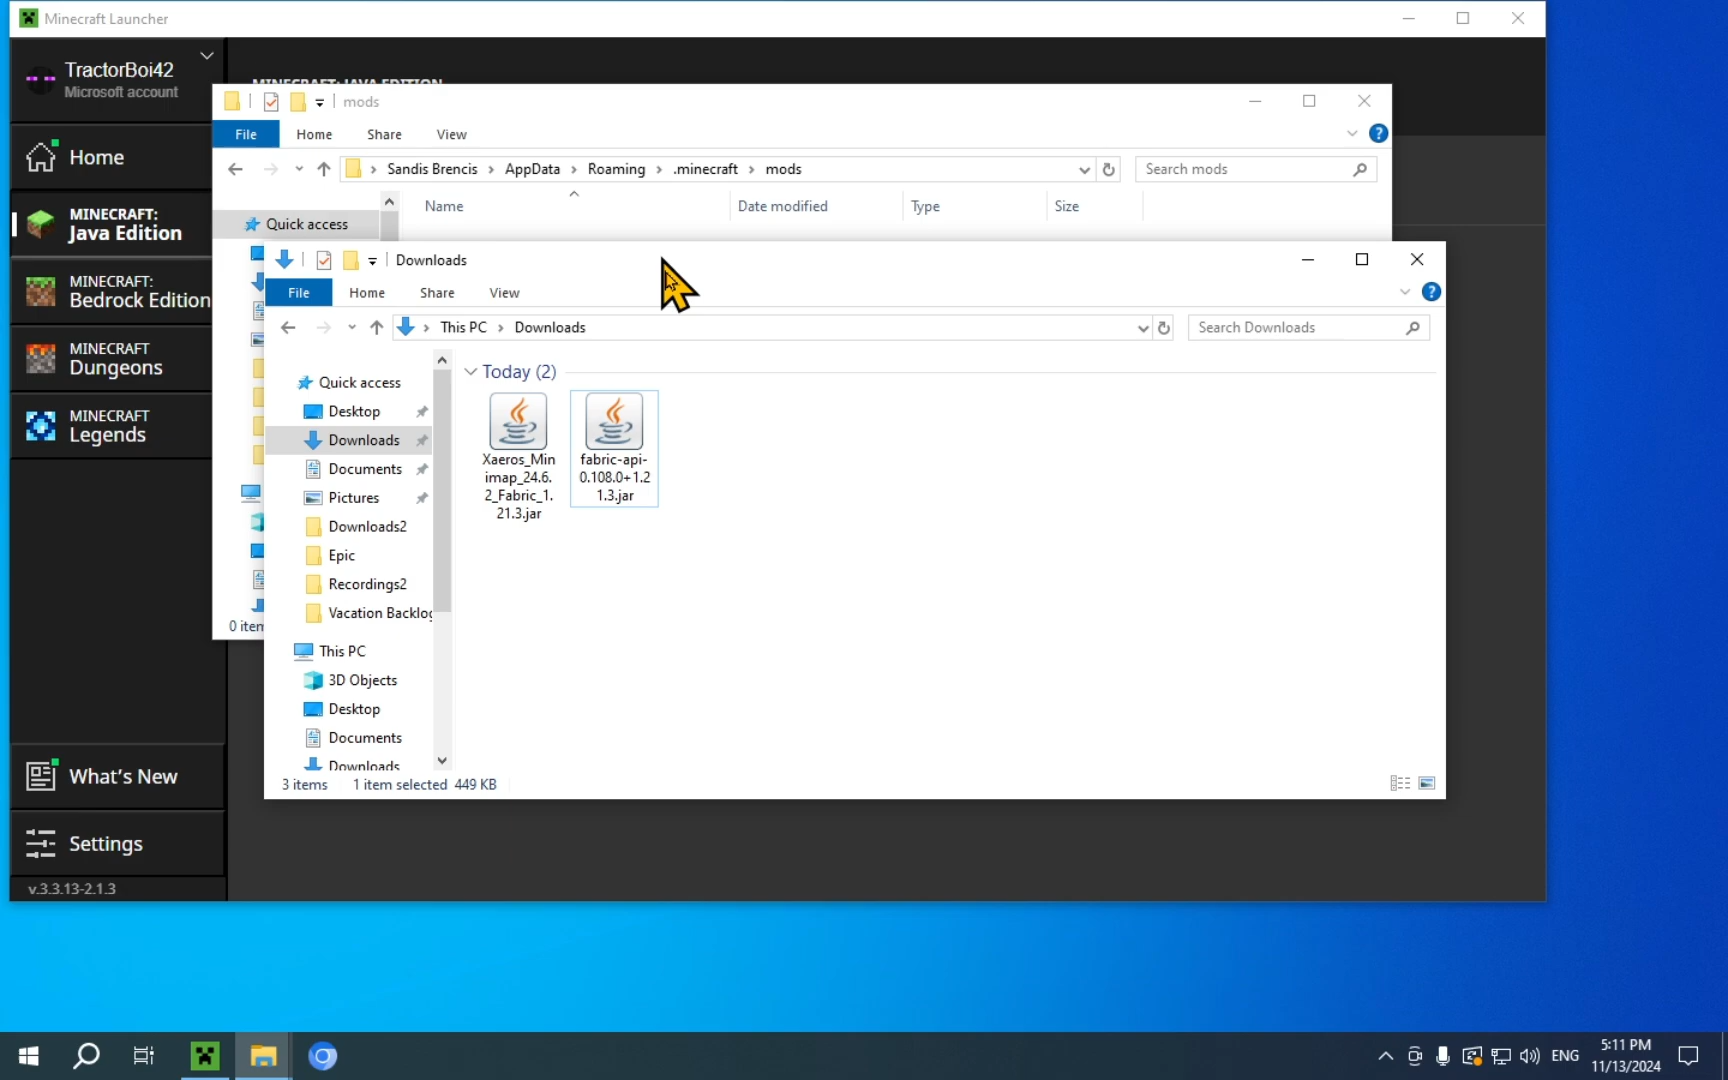 Minecraft Launcher
TractorBoi42
Microsoft account
Home
MINECRAFT:
Java Edition
MINECRAFT:
Bedrock Edition
MINECRAFT
Dungeons
MINECRAFT
Legends
What's New
Settings
v.3.3.13-2.1.3
MINECRAFT: JAVA EDITION
mods
File Home Share View
Sandis Brencis > AppData > Roaming > .minecraft > mods
Search mods
Name Date modified Type Size
Quick access
0 item
Downloads
File Home Share View
This PC > Downloads
Search Downloads
Quick access
Desktop
Downloads
Documents
Pictures
Downloads2
Epic
Recordings2
Vacation Backlog
This PC
3D Objects
Desktop
Documents
Downloads
Today (2)
Xaeros_Min
imap_24.6.
2_Fabric_1.
21.3.jar
fabric-api-
0.108.0+1.2
1.3.jar
3 items 1 item selected 449 KB
ENG
5:11 PM
11/13/2024